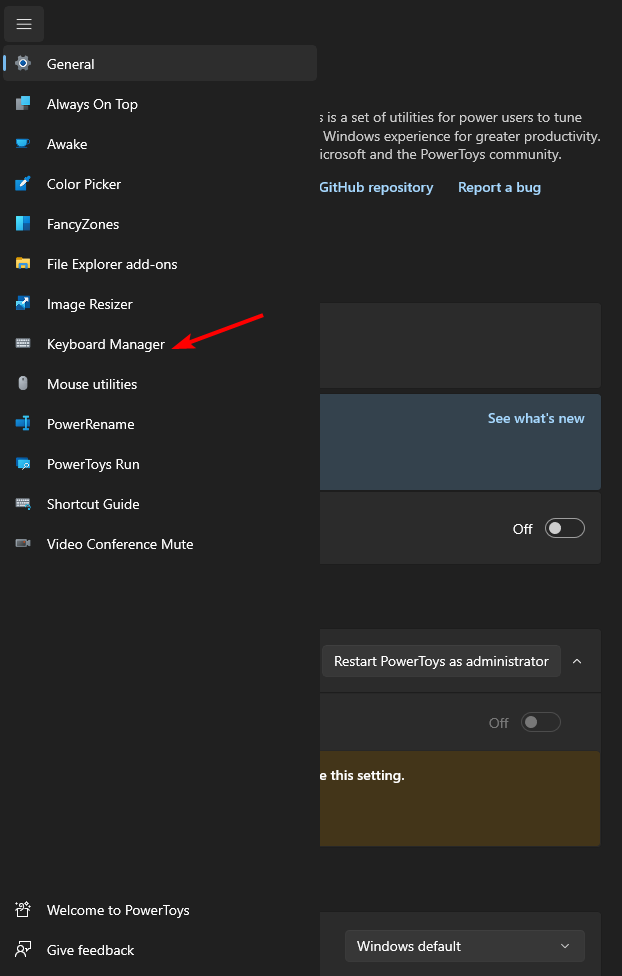 General
Always On Top
Awake
Color Picker
FancyZones
File Explorer add-ons
Image Resizer
Keyboard Manager
Mouse utilities
PowerRename
PowerToys Run
Shortcut Guide
Video Conference Mute
Welcome to PowerToys
Give feedback
is a set of utilities for power users to tune
Windows experience for greater productivity.
and the PowerToys community.
GitHub repository Report a bug
See what's new
Off
Restart PowerToys as administrator
Off
this setting.
Windows default